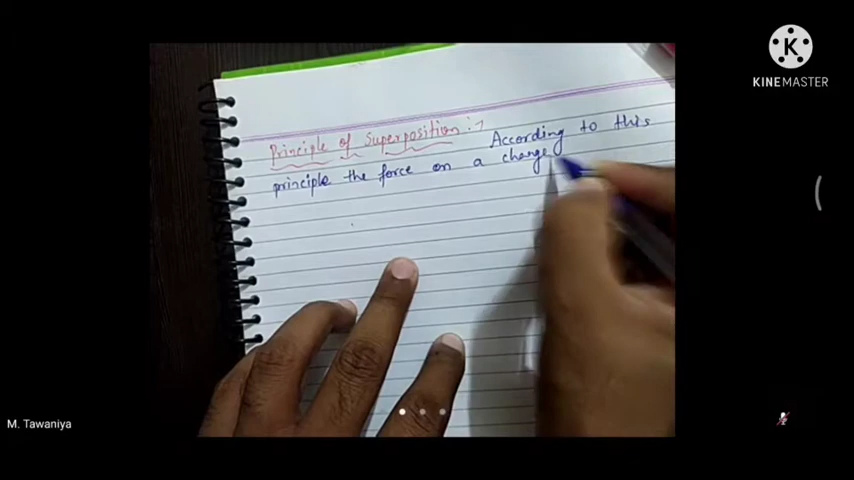 Principle of Superposition :-
According to this
principle the force on a charge
KINEMASTER
M. Tawaniya